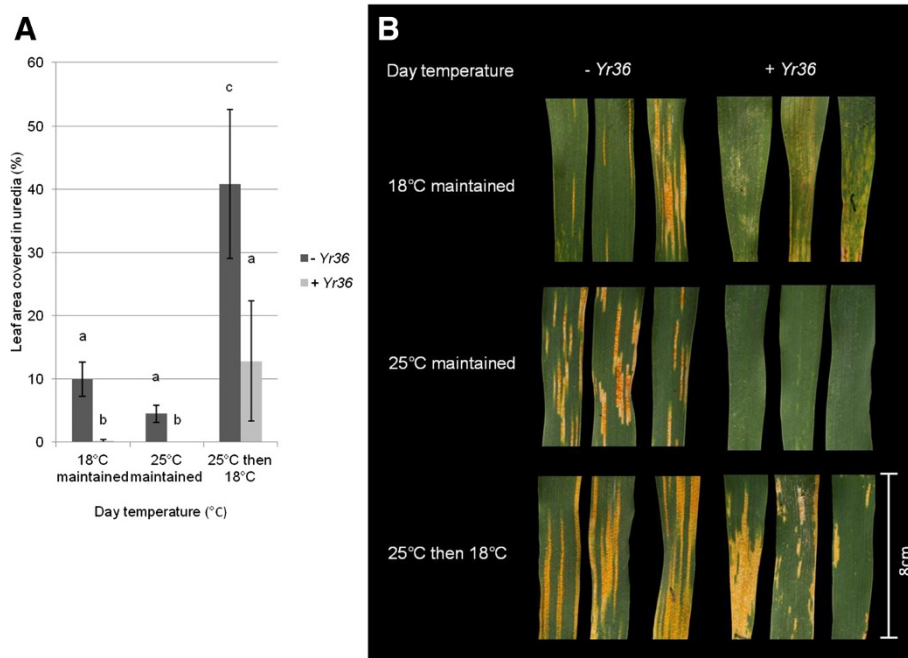 A
60
50
40
30
20
10
0
Leaf area covered in uredia (%)
a
b
a
b
c
a
18°C maintained
25°C maintained
25°C then 18°C
Day temperature (°C)
- Yr36
+ Yr36
B
Day temperature
- Yr36
+ Yr36
18°C maintained
25°C maintained
25°C then 18°C
8cm